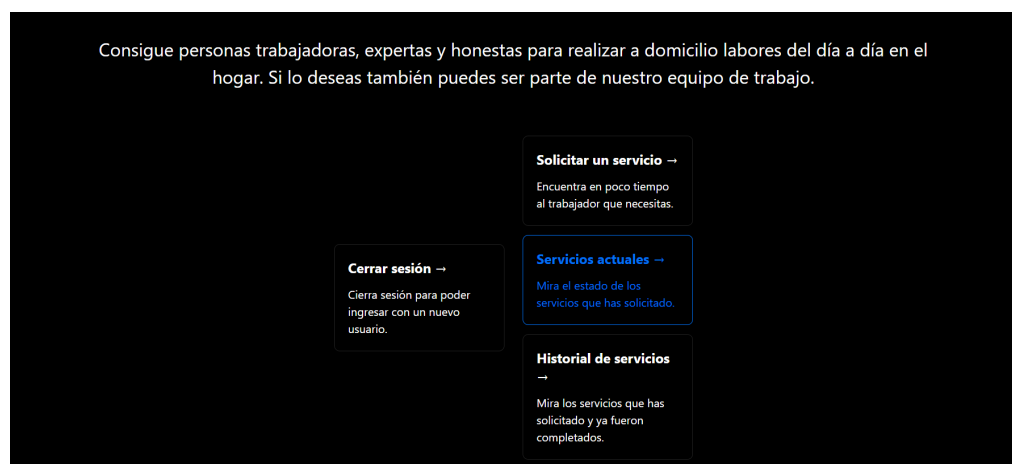 Consigue personas trabajadoras, expertas y honestas para realizar a domicilio labores del día a día en el
hogar. Si lo deseas también puedes ser parte de nuestro equipo de trabajo.
Cerrar sesión →
Cierra sesión para poder
ingresar con un nuevo
usuario.
Solicitar un servicio →
Encuentra en poco tiempo
al trabajador que necesitas.
Servicios actuales →
Mira el estado de los
servicios que has solicitado.
Historial de servicios
→
Mira los servicios que has
solicitado y ya fueron
completados.